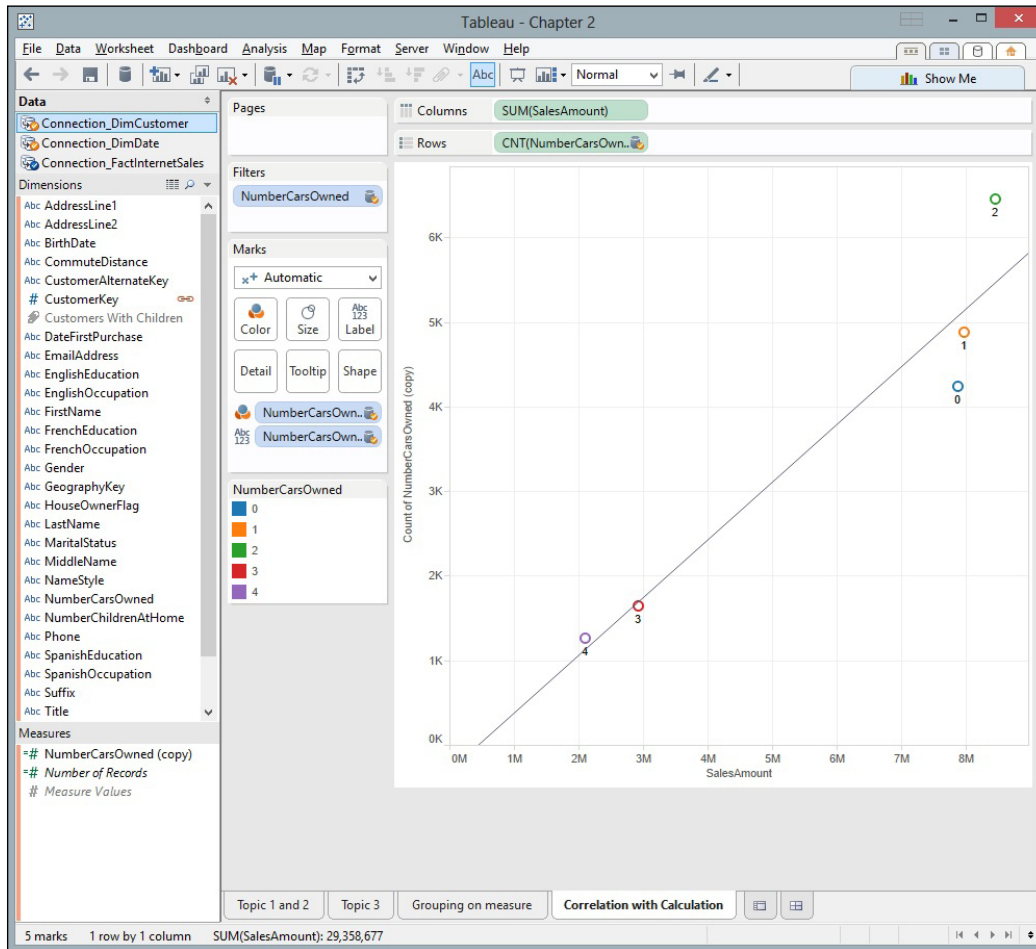 Tableau - Chapter 2
File Data Worksheet Dashboard Analysis Map Format Server Window Help
Abc Normal Show Me
Data
Connection_DimCustomer
Connection_DimDate
Connection_FactInternetSales
Dimensions
Abc AddressLine1
Abc AddressLine2
Abc BirthDate
Abc CommuteDistance
Abc CustomerAlternateKey
# CustomerKey
Customers With Children
Abc DateFirstPurchase
Abc EmailAddress
Abc EnglishEducation
Abc EnglishOccupation
Abc FirstName
Abc FrenchEducation
Abc FrenchOccupation
Abc Gender
Abc GeographyKey
Abc HouseOwnerFlag
Abc LastName
Abc MaritalStatus
Abc MiddleName
Abc NameStyle
Abc NumberCarsOwned
Abc NumberChildrenAtHome
Abc Phone
Abc SpanishEducation
Abc SpanishOccupation
Abc Suffix
Abc Title
Measures
=# NumberCarsOwned (copy)
=# Number of Records
# Measure Values
Pages
Filters
NumberCarsOwned
Marks
Automatic
Color Size Abc 123 Label
Detail Tooltip Shape
NumberCarsOwn..
Abc 123 NumberCarsOwn..
NumberCarsOwned
0
1
2
3
4
Columns SUM(SalesAmount)
Rows CNT(NumberCarsOwn..
Count of NumberCarsOwned (copy)
6K
5K
4K
3K
2K
1K
0K
2
1
0
3
4
0M 1M 2M 3M 4M 5M 6M 7M 8M
SalesAmount
Topic 1 and 2 Topic 3 Grouping on measure Correlation with Calculation
5 marks 1 row by 1 column SUM(SalesAmount): 29,358,677